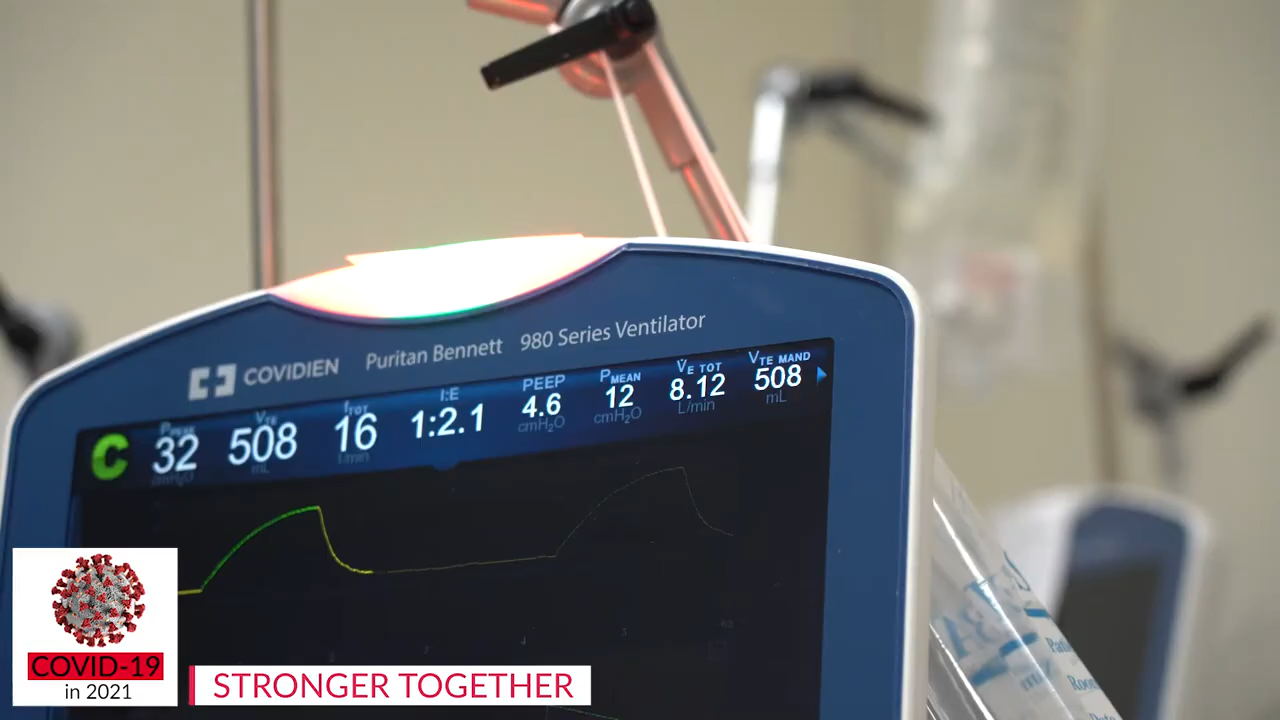 COVIDIEN Puritan Bennett 980 Series Ventilator
C
PPEAK VTE fTOT I:E PEEP PMEAN V̇E TOT VTE MAND
32 508 16 1:2.1 4.6 12 8.12 508
cmH2O mL 1/min cmH2O cmH2O L/min mL
COVID-19
in 2021
STRONGER TOGETHER